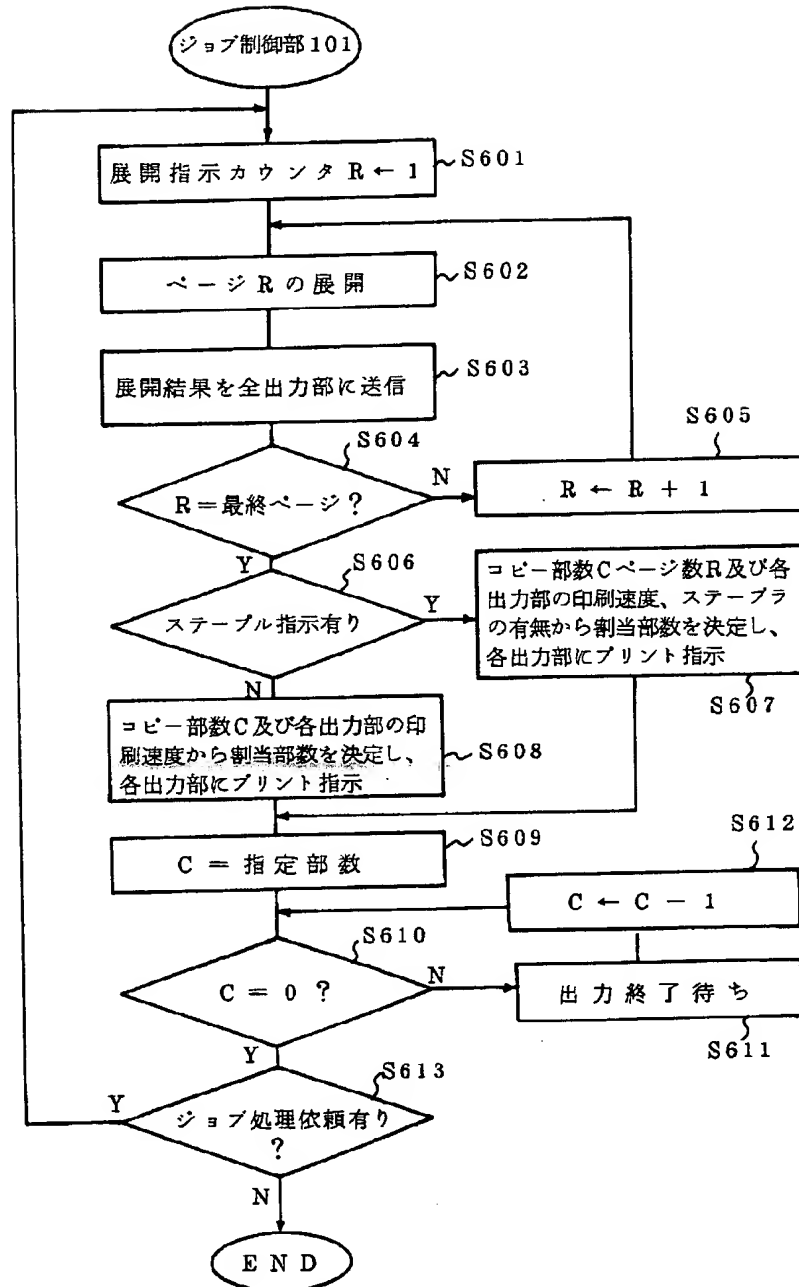 ジョブ制御部101
展開指示カウンタR←1
S601
ページRの展開
S602
展開結果を全出力部に送信
S603
S604
R=最終ページ?
N
S605
R←R+1
Y
S606
ステープル指示有り
Y
コピー部数Cページ数R及び各
出力部の印刷速度、ステープラ
の有無から割当部数を決定し、
各出力部にプリント指示
S607
N
コピー部数C及び各出力部の印
刷速度から割当部数を決定し、
各出力部にプリント指示
S608
C=指定部数
S609
S612
C←C-1
S610
C=0?
N
出力終了待ち
S611
Y
S613
Y
ジョブ処理依頼有り
?
N
END